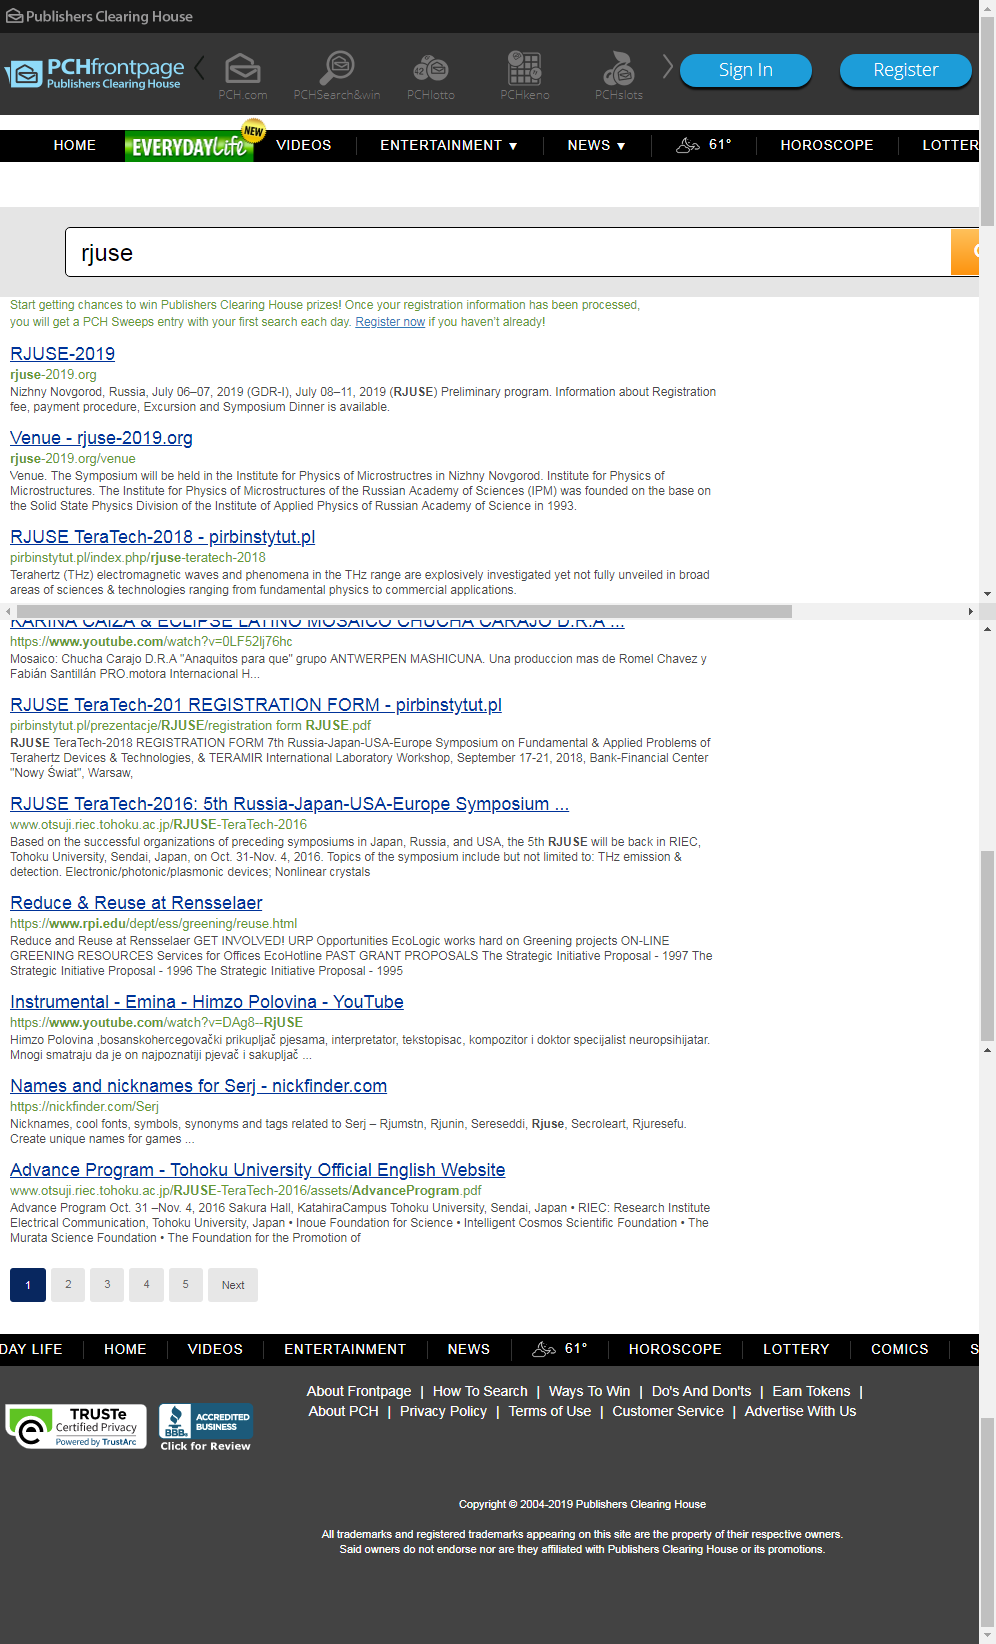 Publishers Clearing House
PCHfrontpage
Publishers Clearing House
PCH.com
PCHSearch&win
PCHlotto
PCHkeno
PCHslots
Sign In
Register
HOME
EVERYDAY Life
NEW
VIDEOS
ENTERTAINMENT ▼
NEWS ▼
61°
HOROSCOPE
LOTTER
rjuse
Start getting chances to win Publishers Clearing House prizes! Once your registration information has been processed,
you will get a PCH Sweeps entry with your first search each day. Register now if you haven't already!
RJUSE-2019
rjuse-2019.org
Nizhny Novgorod, Russia, July 06–07, 2019 (GDR-I), July 08–11, 2019 (RJUSE) Preliminary program. Information about Registration
fee, payment procedure, Excursion and Symposium Dinner is available.
Venue - rjuse-2019.org
rjuse-2019.org/venue
Venue. The Symposium will be held in the Institute for Physics of Microstructres in Nizhny Novgorod. Institute for Physics of
Microstructures. The Institute for Physics of Microstructures of the Russian Academy of Sciences (IPM) was founded on the base on
the Solid State Physics Division of the Institute of Applied Physics of Russian Academy of Science in 1993.
RJUSE TeraTech-2018 - pirbinstytut.pl
pirbinstytut.pl/index.php/rjuse-teratech-2018
Terahertz (THz) electromagnetic waves and phenomena in the THz range are explosively investigated yet not fully unveiled in broad
areas of sciences & technologies ranging from fundamental physics to commercial applications.
KARINA CAIZA & ECLIPSE LATINO MOSAICO CHUCHA CARAJO D.R.A ...
https://www.youtube.com/watch?v=0LF52lj76hc
Mosaico: Chucha Carajo D.R.A "Anaquitos para que" grupo ANTWERPEN MASHICUNA. Una produccion mas de Romel Chavez y
Fabián Santillán PRO.motora Internacional H...
RJUSE TeraTech-201 REGISTRATION FORM - pirbinstytut.pl
pirbinstytut.pl/prezentacje/RJUSE/registration form RJUSE.pdf
RJUSE TeraTech-2018 REGISTRATION FORM 7th Russia-Japan-USA-Europe Symposium on Fundamental & Applied Problems of
Terahertz Devices & Technologies, & TERAMIR International Laboratory Workshop, September 17-21, 2018, Bank-Financial Center
"Nowy Świat", Warsaw,
RJUSE TeraTech-2016: 5th Russia-Japan-USA-Europe Symposium ...
www.otsuji.riec.tohoku.ac.jp/RJUSE-TeraTech-2016
Based on the successful organizations of preceding symposiums in Japan, Russia, and USA, the 5th RJUSE will be back in RIEC,
Tohoku University, Sendai, Japan, on Oct. 31-Nov. 4, 2016. Topics of the symposium include but not limited to: THz emission &
detection. Electronic/photonic/plasmonic devices; Nonlinear crystals
Reduce & Reuse at Rensselaer
https://www.rpi.edu/dept/ess/greening/reuse.html
Reduce and Reuse at Rensselaer GET INVOLVED! URP Opportunities EcoLogic works hard on Greening projects ON-LINE
GREENING RESOURCES Services for Offices EcoHotline PAST GRANT PROPOSALS The Strategic Initiative Proposal - 1997 The
Strategic Initiative Proposal - 1996 The Strategic Initiative Proposal - 1995
Instrumental - Emina - Himzo Polovina - YouTube
https://www.youtube.com/watch?v=DAg8--RjUSE
Himzo Polovina ,bosanskohercegovački prikupljač pjesama, interpretator, tekstopisac, kompozitor i doktor specijalist neuropsihijatar.
Mnogi smatraju da je on najpoznatiji pjevač i sakupljač ...
Names and nicknames for Serj - nickfinder.com
https://nickfinder.com/Serj
Nicknames, cool fonts, symbols, synonyms and tags related to Serj – Rjumstn, Rjunin, Sereseddi, Rjuse, Secroleart, Rjuresefu.
Create unique names for games ...
Advance Program - Tohoku University Official English Website
www.otsuji.riec.tohoku.ac.jp/RJUSE-TeraTech-2016/assets/AdvanceProgram.pdf
Advance Program Oct. 31 –Nov. 4, 2016 Sakura Hall, KatahiraCampus Tohoku University, Sendai, Japan • RIEC: Research Institute
Electrical Communication, Tohoku University, Japan • Inoue Foundation for Science • Intelligent Cosmos Scientific Foundation • The
Murata Science Foundation • The Foundation for the Promotion of
1 2 3 4 5 Next
DAY LIFE
HOME
VIDEOS
ENTERTAINMENT
NEWS
61°
HOROSCOPE
LOTTERY
COMICS
S
About Frontpage | How To Search | Ways To Win | Do's And Don'ts | Earn Tokens |
About PCH | Privacy Policy | Terms of Use | Customer Service | Advertise With Us
TRUSTe
Certified Privacy
Powered by TrustArc
BBB
ACCREDITED
BUSINESS
Click for Review
Copyright © 2004-2019 Publishers Clearing House
All trademarks and registered trademarks appearing on this site are the property of their respective owners.
Said owners do not endorse nor are they affiliated with Publishers Clearing House or its promotions.